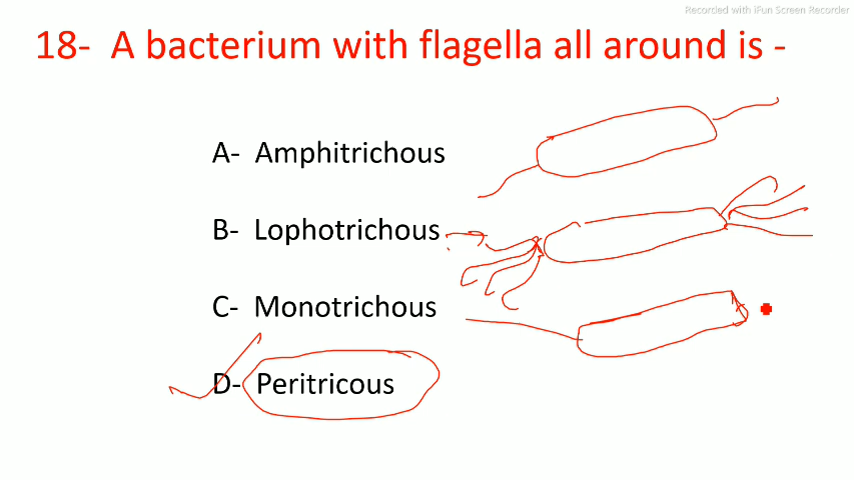 Recorded with iFun Screen Recorder
18- A bacterium with flagella all around is -
A- Amphitrichous
B- Lophotrichous
C- Monotrichous
D- Peritricous